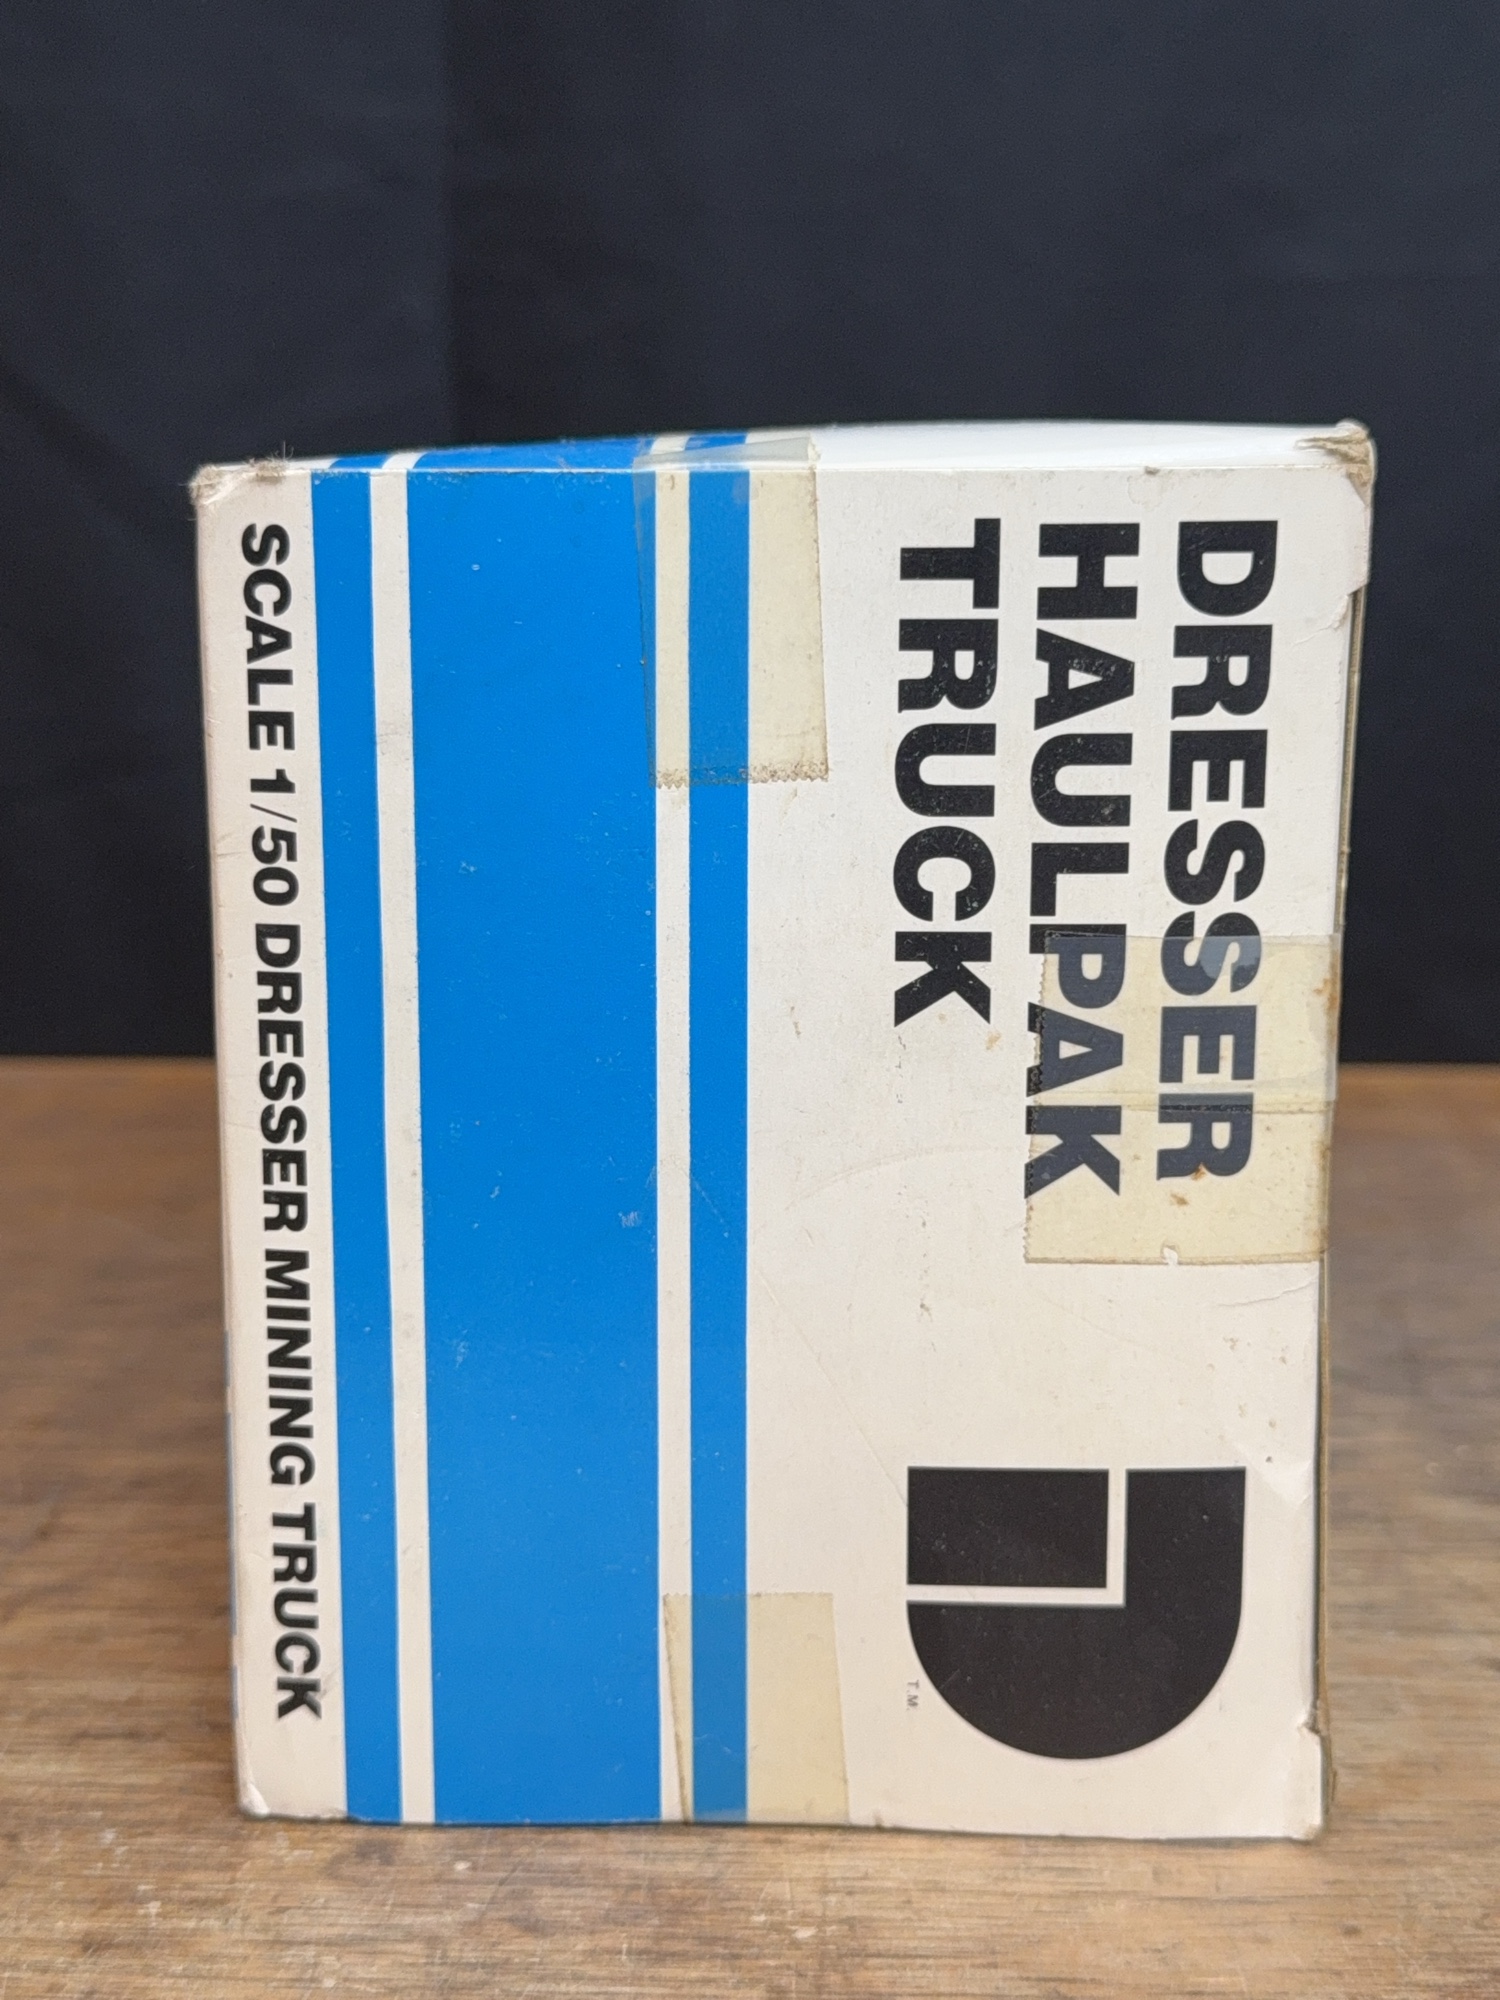 DRESSER
HAULPAK
TRUCK
T.M.
SCALE 1/50 DRESSER MINING TRUCK